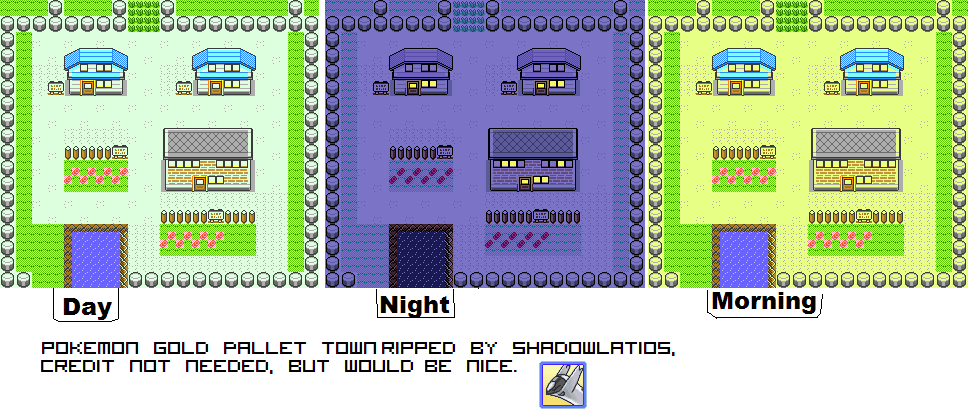 Day
Night
Morning
POKEMON GOLD PALLET TOWN RIPPED BY SHADOWLATIOS,
CREDIT NOT NEEDED, BUT WOULD BE NICE.